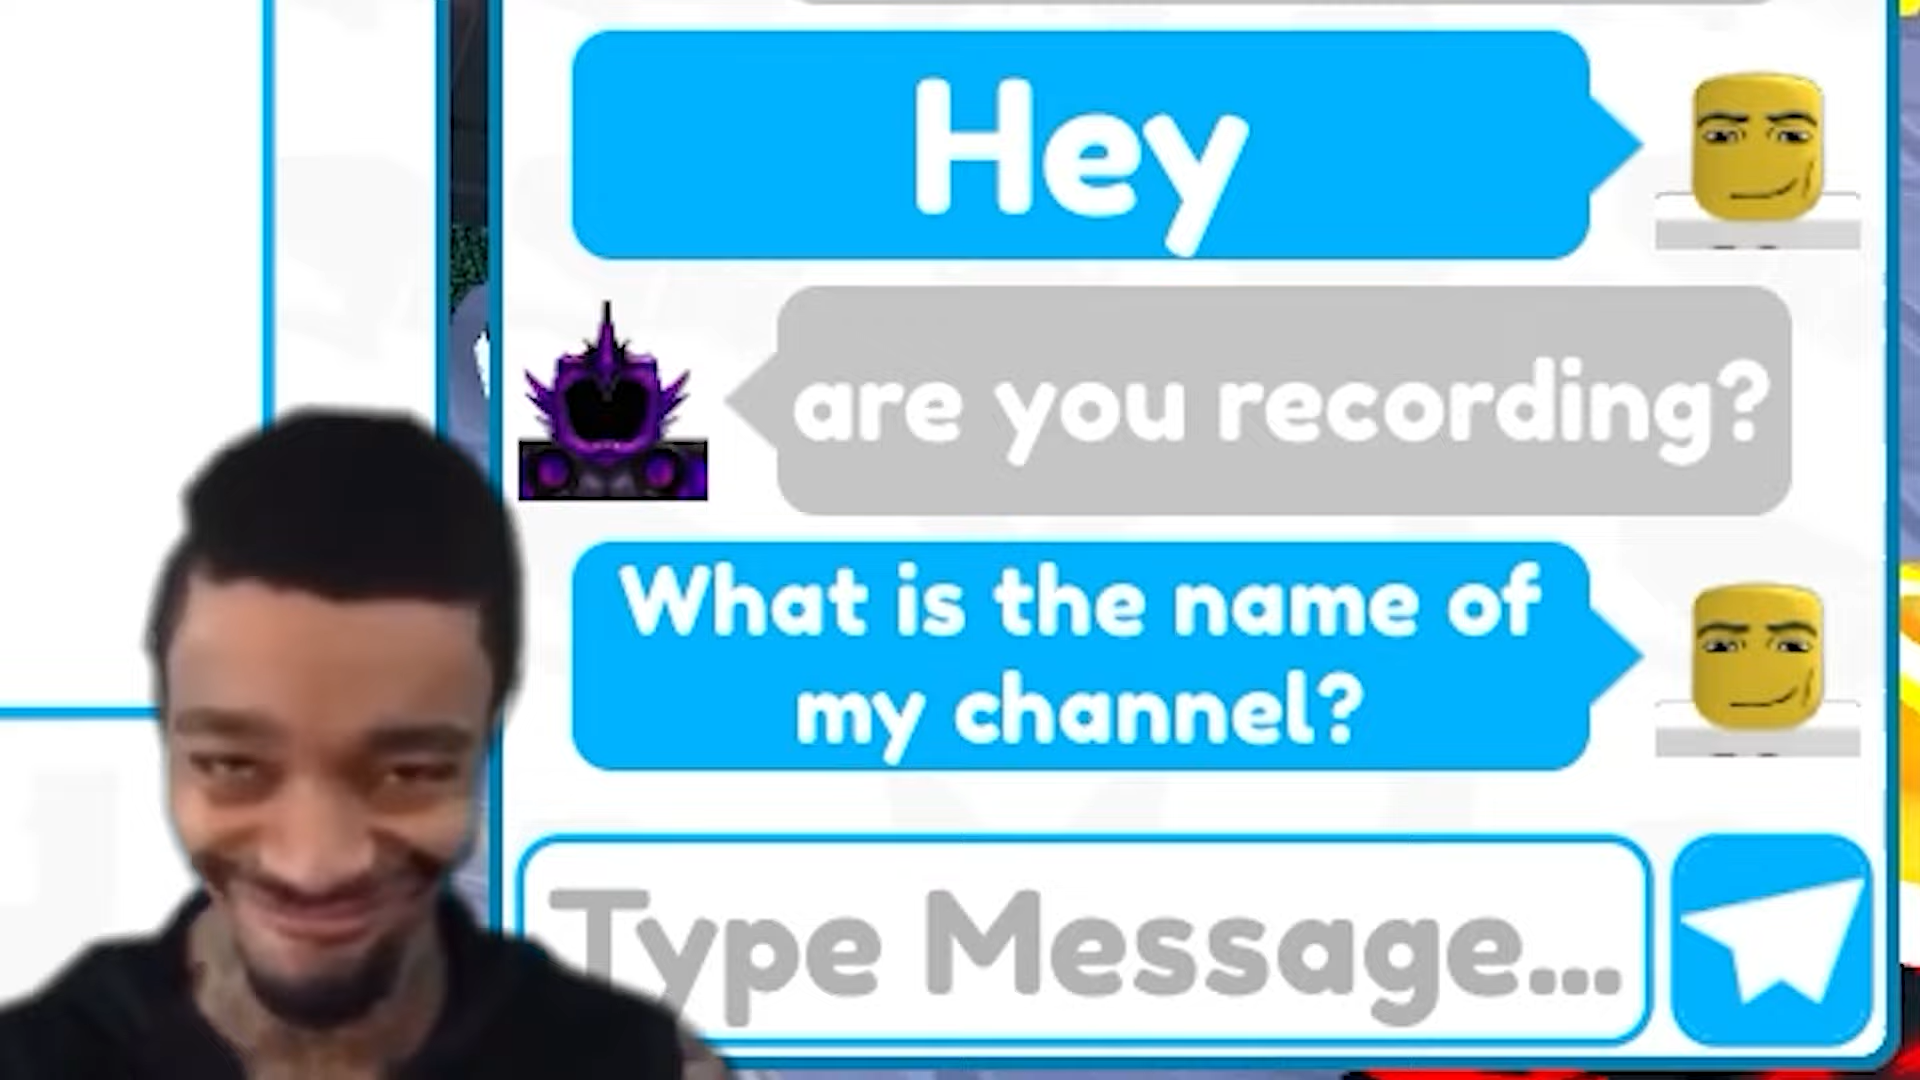 Hey
are you recording?
What is the name of
my channel?
Type Message...